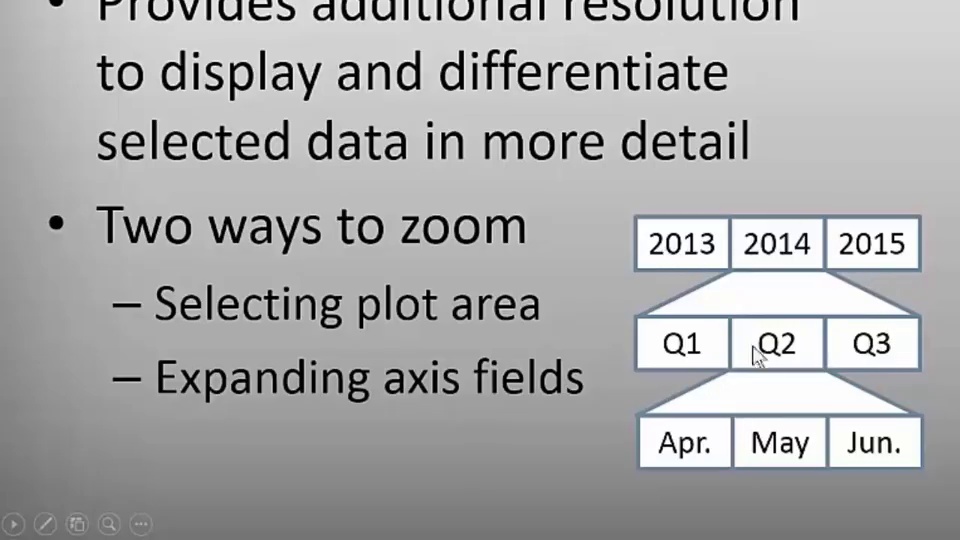 • Provides additional resolution
to display and differentiate
selected data in more detail
• Two ways to zoom
– Selecting plot area
– Expanding axis fields
2013 2014 2015
Q1 Q2 Q3
Apr. May Jun.